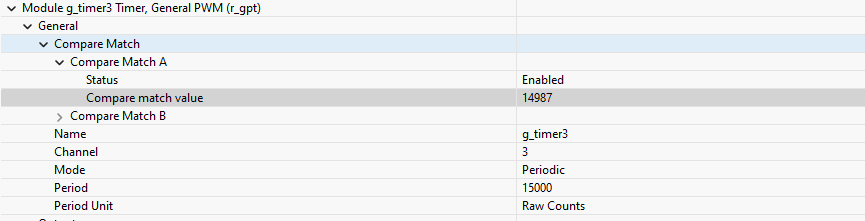 Module g_timer3 Timer, General PWM (r_gpt)
General
Compare Match
Compare Match A
Status Enabled
Compare match value 14987
Compare Match B
Name g_timer3
Channel 3
Mode Periodic
Period 15000
Period Unit Raw Counts